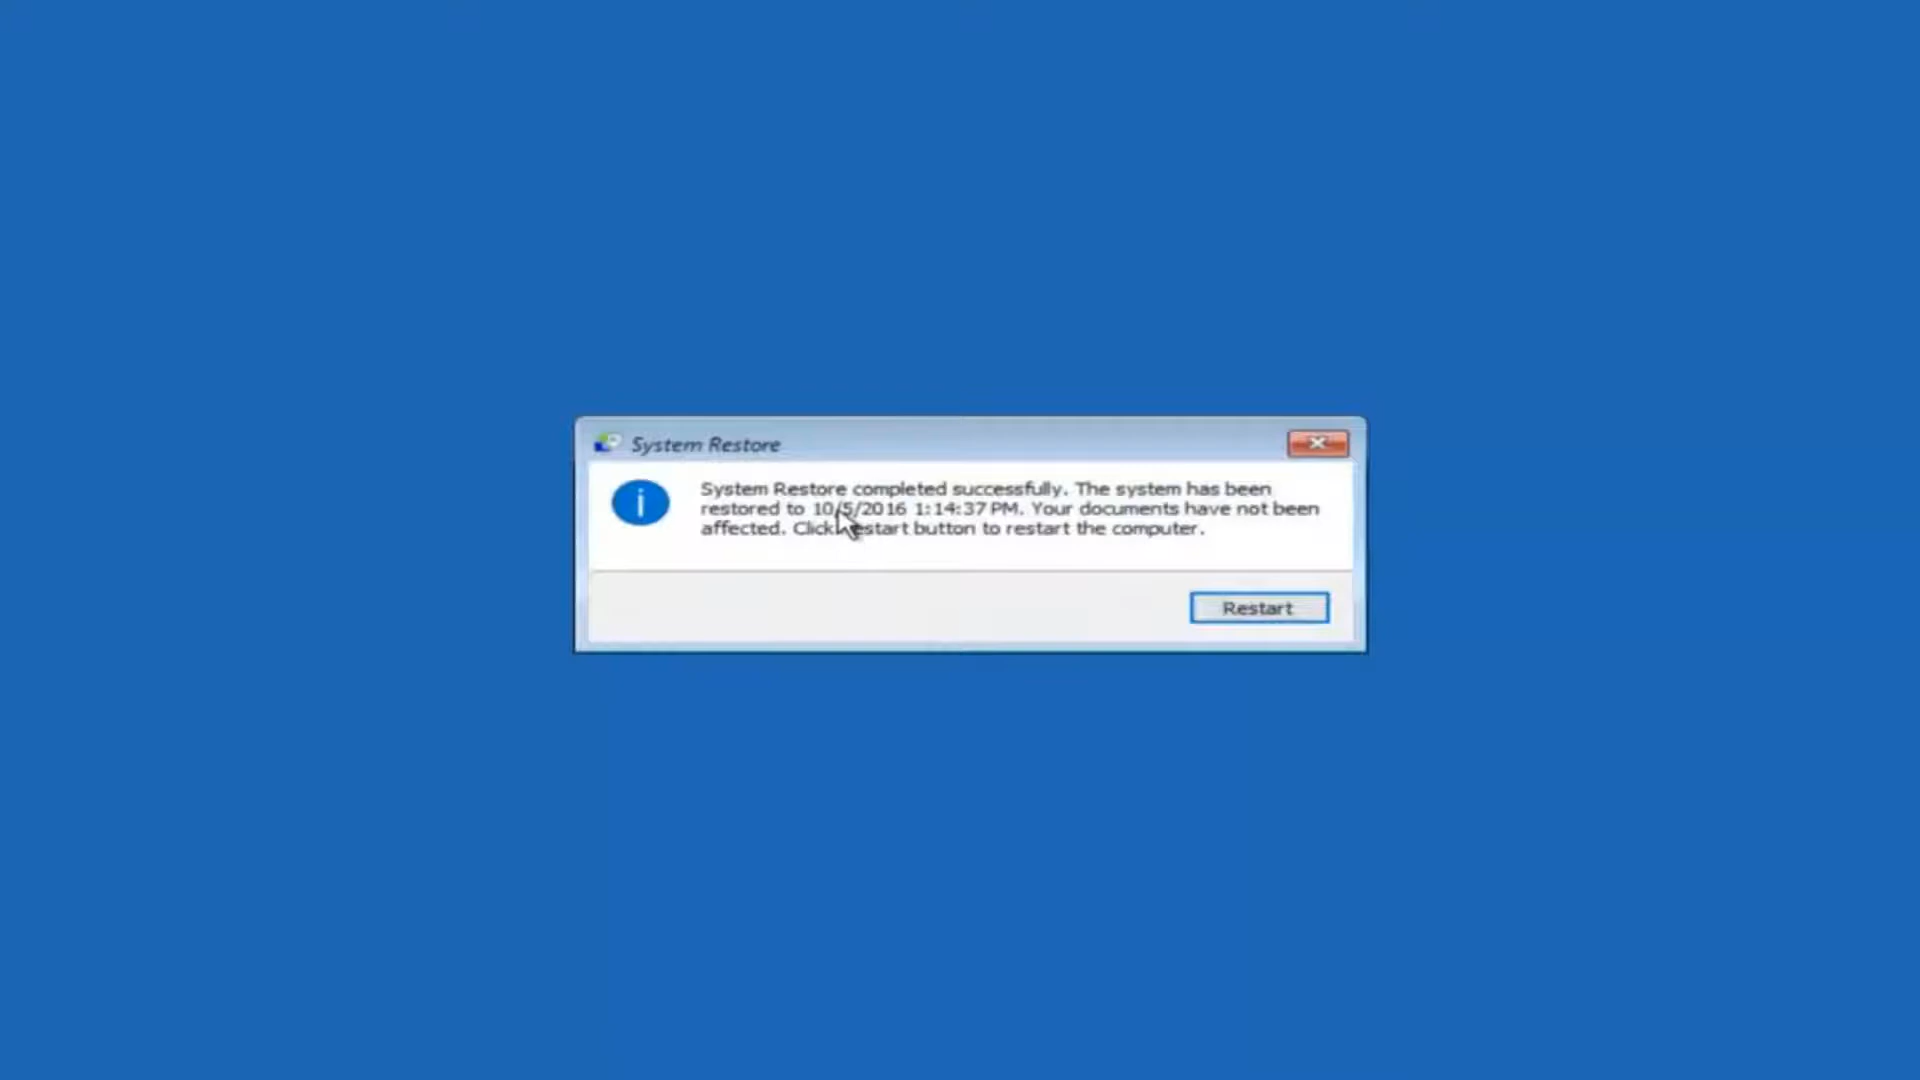 System Restore
System Restore completed successfully. The system has been
restored to 10/5/2016 1:14:37 PM. Your documents have not been
affected. Click Restart button to restart the computer.
Restart